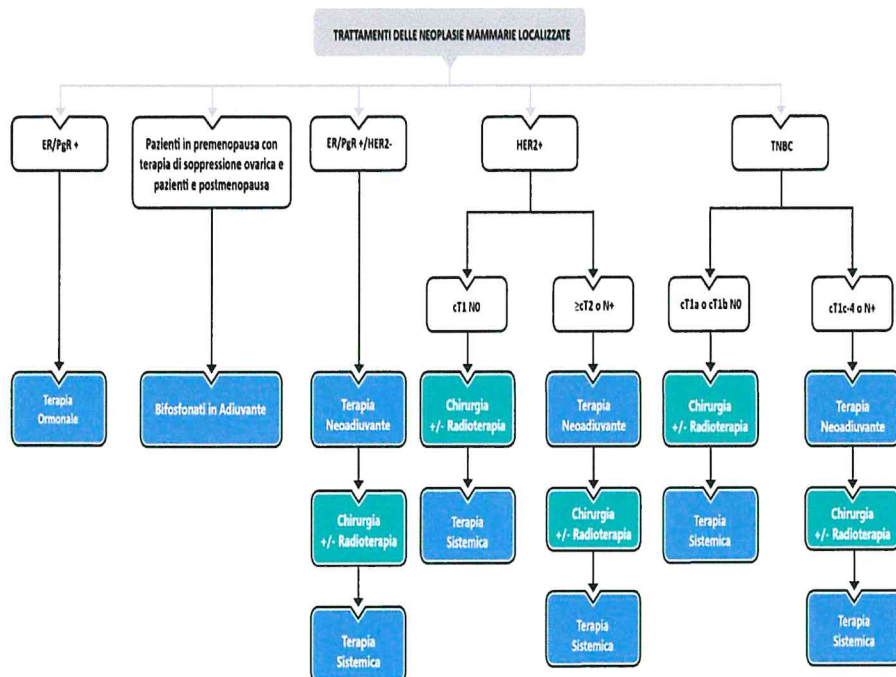 TRATTAMENTI DELLE NEOPLASIE MAMMARIE LOCALIZZATE
ER/PgR +
Pazienti in premenopausa con
terapia di soppressione ovarica e
pazienti e postmenopausa
ER/PgR +/HER2-
HER2+
TNBC
cT1 N0
≥cT2 o N+
cT1a o cT1b N0
cT1c-4 o N+
Terapia
Ormonale
Bifosfonati in Adiuvante
Terapia
Neoadiuvante
Chirurgia
+/- Radioterapia
Terapia
Neoadiuvante
Chirurgia
+/- Radioterapia
Terapia
Neoadiuvante
Chirurgia
+/- Radioterapia
Terapia
Sistemica
Chirurgia
+/- Radioterapia
Terapia
Sistemica
Chirurgia
+/- Radioterapia
Terapia
Sistemica
Terapia
Sistemica
Terapia
Sistemica